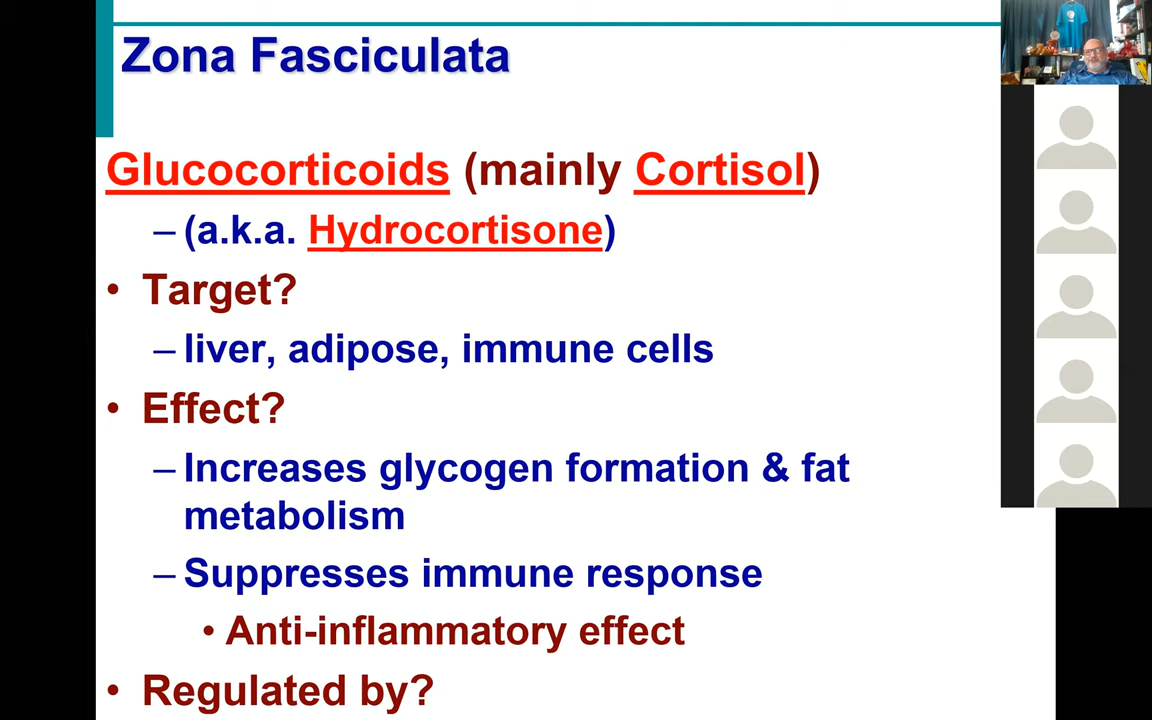 Zona Fasciculata
Glucocorticoids (mainly Cortisol)
– (a.k.a. Hydrocortisone)
• Target?
– liver, adipose, immune cells
• Effect?
– Increases glycogen formation & fat
metabolism
– Suppresses immune response
• Anti-inflammatory effect
• Regulated by?